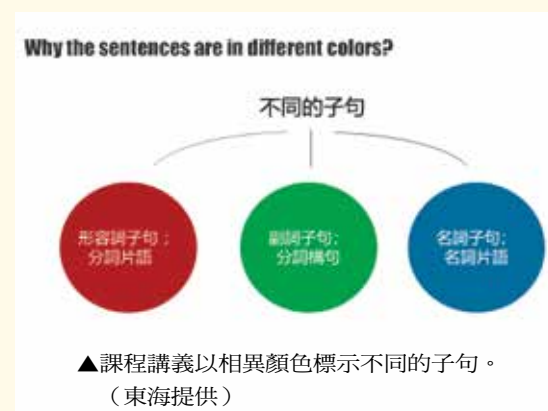 Why the sentences are in different colors?
不同的子句
形容詞子句；
分詞片語
副詞子句;
分詞構句
名詞子句;
名詞片語
▲課程講義以相異顏色標示不同的子句。
（東海提供）